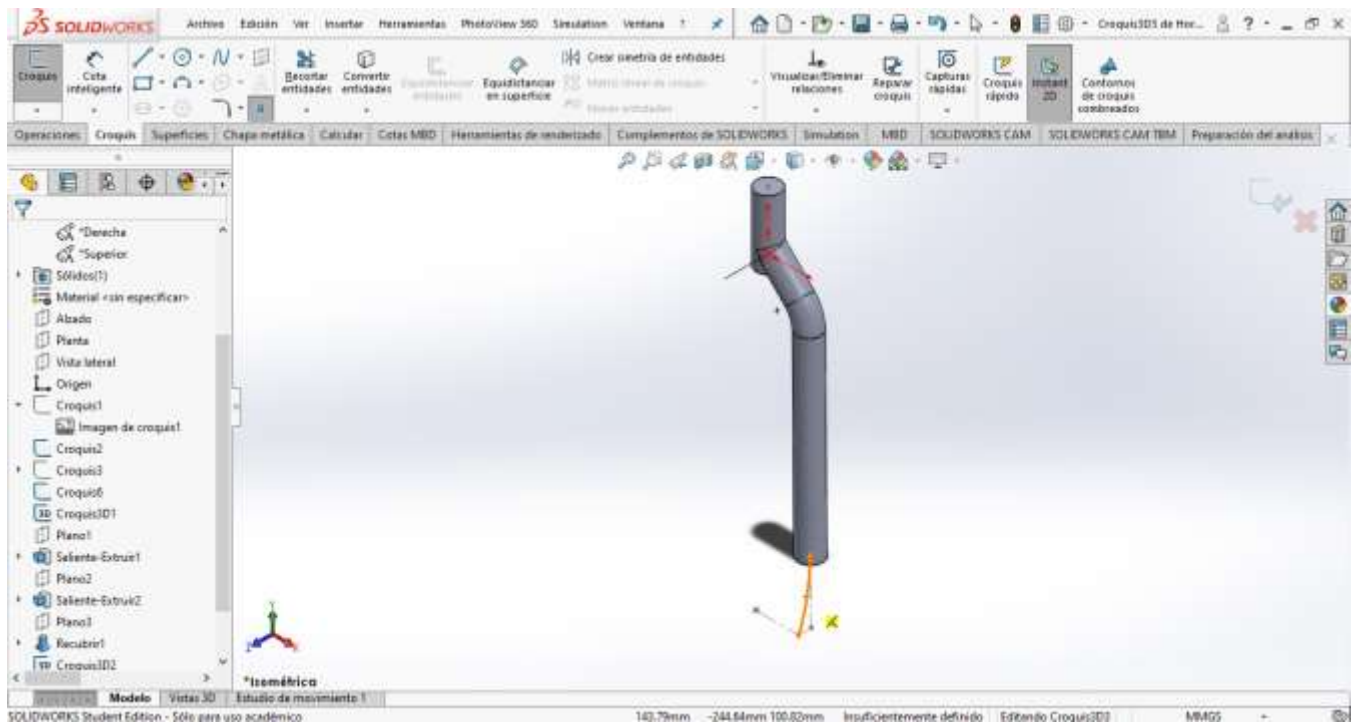 SOLIDWORKS
Archivo Edición Ver Insertar Herramientas PhotoView 360 Simulation Ventana ?
Croquis3D3 de Hor...
Croquis
Cota inteligente
Recortar entidades
Convertir entidades
Equidistanciar en superficie
Crear simetría de entidades
Visualizar/Eliminar relaciones
Reparar croquis
Capturas rápidas
Croquis rápido
Instant 2D
Contornos de croquis combreados
Operaciones Croquis Superficies Chapa metálica Calcular Cotas MBD Herramientas de renderizado Complementos de SOLIDWORKS Simulation MBD SOLIDWORKS CAM SOLIDWORKS CAM TBM Preparación del análisis
*Derecha
*Superior
Sólidos(1)
Material <sin especificar>
Alzado
Planta
Vista lateral
Origen
Croquis1
Imagen de croquis1
Croquis2
Croquis3
Croquis6
Croquis3D1
Plano1
Saliente-Extruir1
Plano2
Saliente-Extruir2
Plano3
Recubrir1
Croquis3D2
*Isométrica
Modelo Vistas 3D Estudio de movimiento 1
SOLIDWORKS Student Edition - Sólo para uso académico
143.79mm -244.84mm 100.82mm Insuficientemente definido Editando Croquis3D3 MMGS